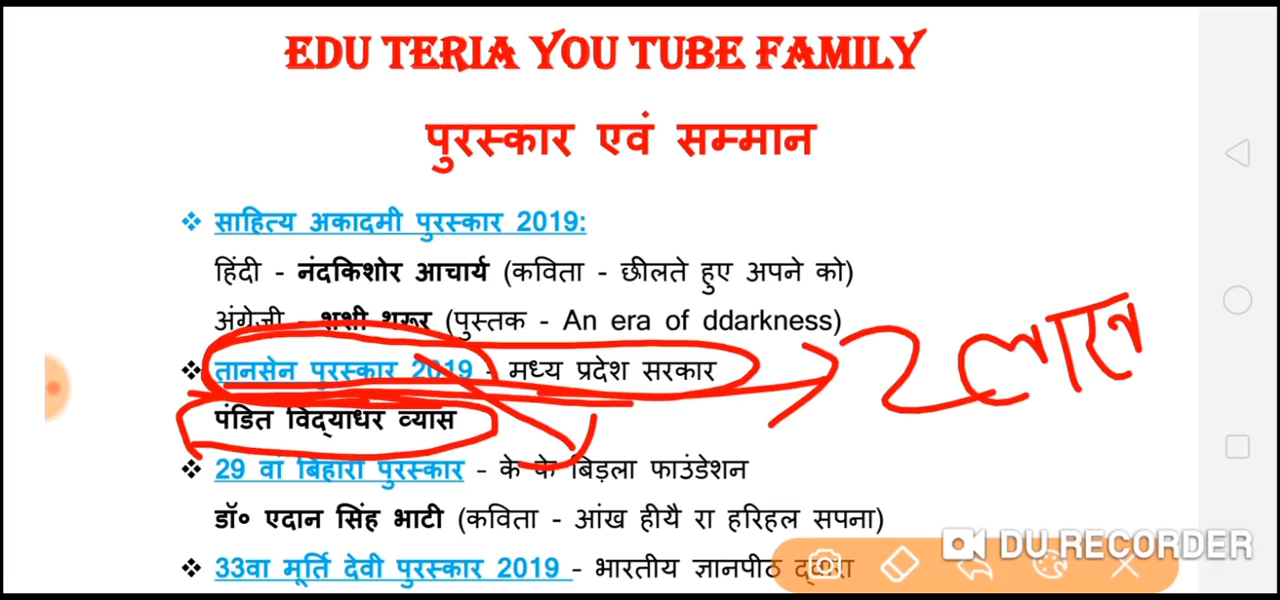 EDU TERIA YOU TUBE FAMILY
पुरस्कार एवं सम्मान
❖ साहित्य अकादमी पुरस्कार 2019:
हिंदी - नंदकिशोर आचार्य (कविता - छीलते हुए अपने को)
अंग्रेजी - शशी थरूर (पुस्तक - An era of ddarkness)
❖ तानसेन पुरस्कार 2019 - मध्य प्रदेश सरकार
2 लाख
पंडित विद्याधर व्यास
❖ 29 वां बिहारी पुरस्कार - के के बिड़ला फाउंडेशन
डॉ० एदान सिंह भाटी (कविता - आंख हीयै रा हरिहल सपना)
❖ 33वा मूर्ति देवी पुरस्कार 2019 - भारतीय ज्ञानपीठ द्वारा
DU RECORDER